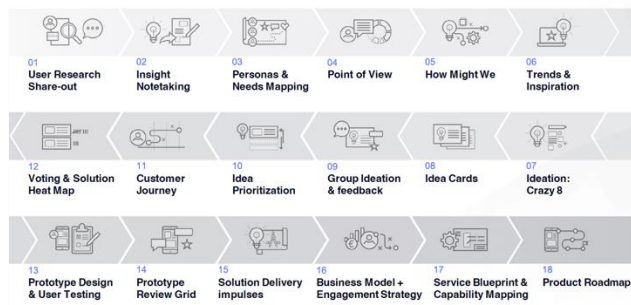 01
User Research
Share-out
02
Insight
Notetaking
03
Personas &
Needs Mapping
04
Point of View
05
How Might We
06
Trends &
Inspiration
12
Voting & Solution
Heat Map
11
Customer
Journey
10
Idea
Prioritization
09
Group Ideation
& feedback
08
Idea Cards
07
Ideation:
Crazy 8
13
Prototype Design
& User Testing
14
Prototype
Review Grid
15
Solution Delivery
impulses
16
Business Model +
Engagement Strategy
17
Service Blueprint &
Capability Mapping
18
Product Roadmap